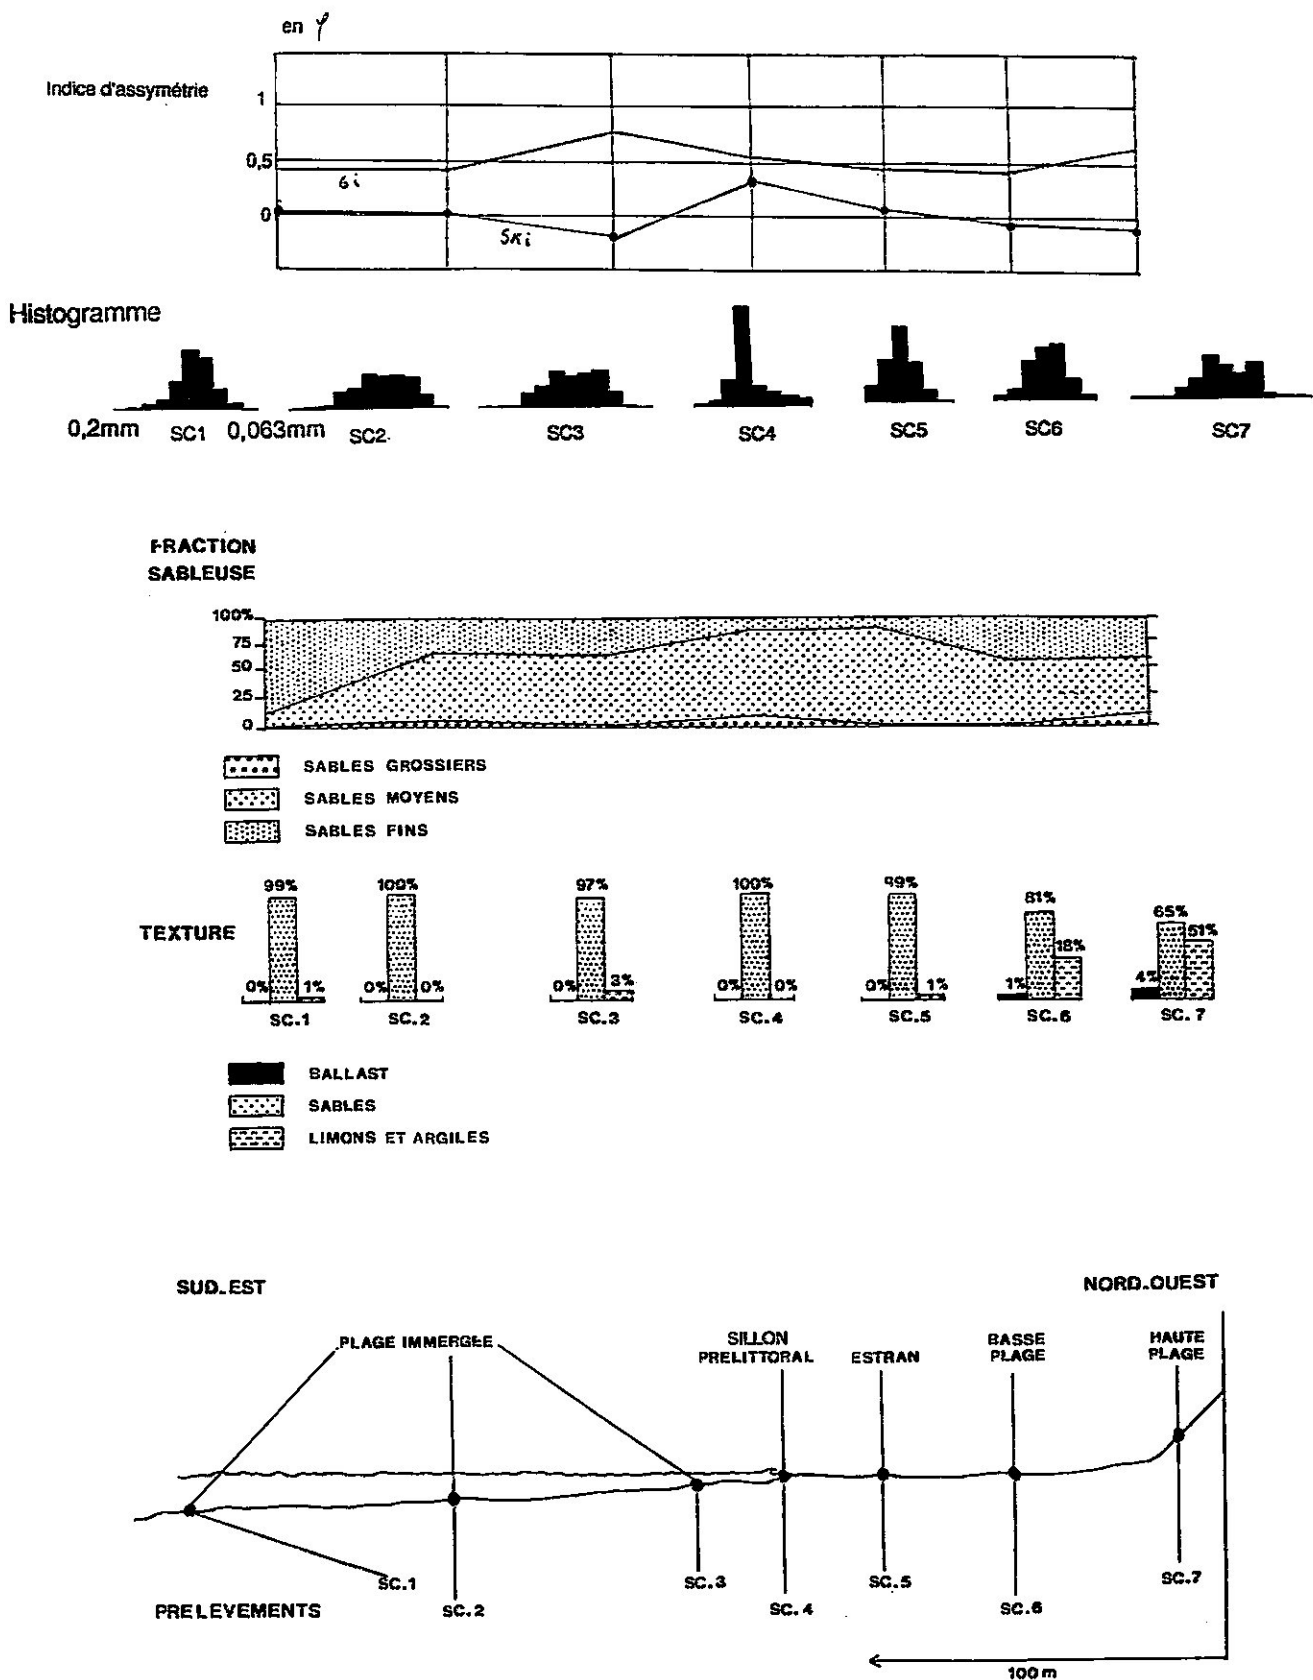 en φ
Indice d'assymétrie
1
0,5
0
σi
SKi
Histogramme
0,2mm SC1 0,063mm SC2. SC3 SC4 SC5 SC6 SC7
FRACTION
SABLEUSE
100%
75
50
25
0
SABLES GROSSIERS
SABLES MOYENS
SABLES FINS
TEXTURE
99% 100% 97% 100% 99% 81% 65%
0% 1% 0% 0% 0% 3% 0% 0% 0% 1% 1% 18% 4% 51%
SC.1 SC.2 SC.3 SC.4 SC.5 SC.6 SC.7
BALLAST
SABLES
LIMONS ET ARGILES
SUD_EST NORD_OUEST
PLAGE IMMERGEE
SILLON
PRELITTORAL
ESTRAN
BASSE
PLAGE
HAUTE
PLAGE
SC.1 SC.2 SC.3 SC.4 SC.5 SC.6 SC.7
PRELEVEMENTS
100m